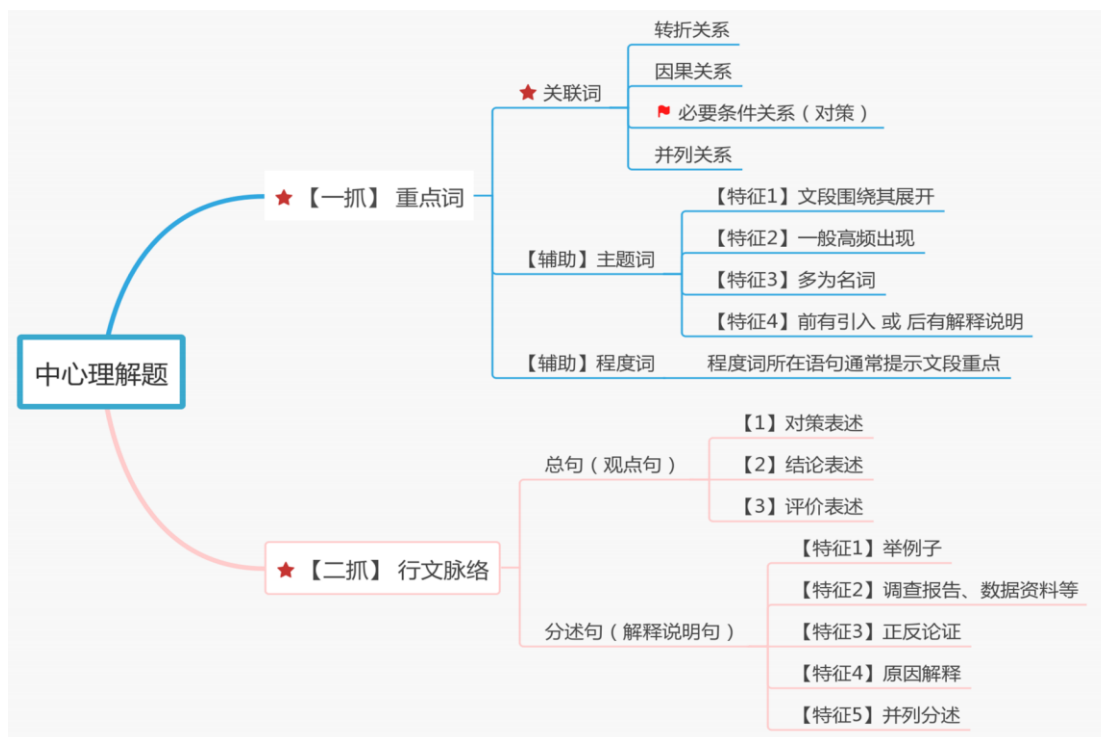 中心理解题
【一抓】 重点词
关联词
转折关系
因果关系
必要条件关系（对策）
并列关系
【辅助】主题词
【特征1】文段围绕其展开
【特征2】一般高频出现
【特征3】多为名词
【特征4】前有引入 或 后有解释说明
【辅助】程度词
程度词所在语句通常提示文段重点
【二抓】 行文脉络
总句（观点句）
【1】对策表述
【2】结论表述
【3】评价表述
分述句（解释说明句）
【特征1】举例子
【特征2】调查报告、数据资料等
【特征3】正反论证
【特征4】原因解释
【特征5】并列分述